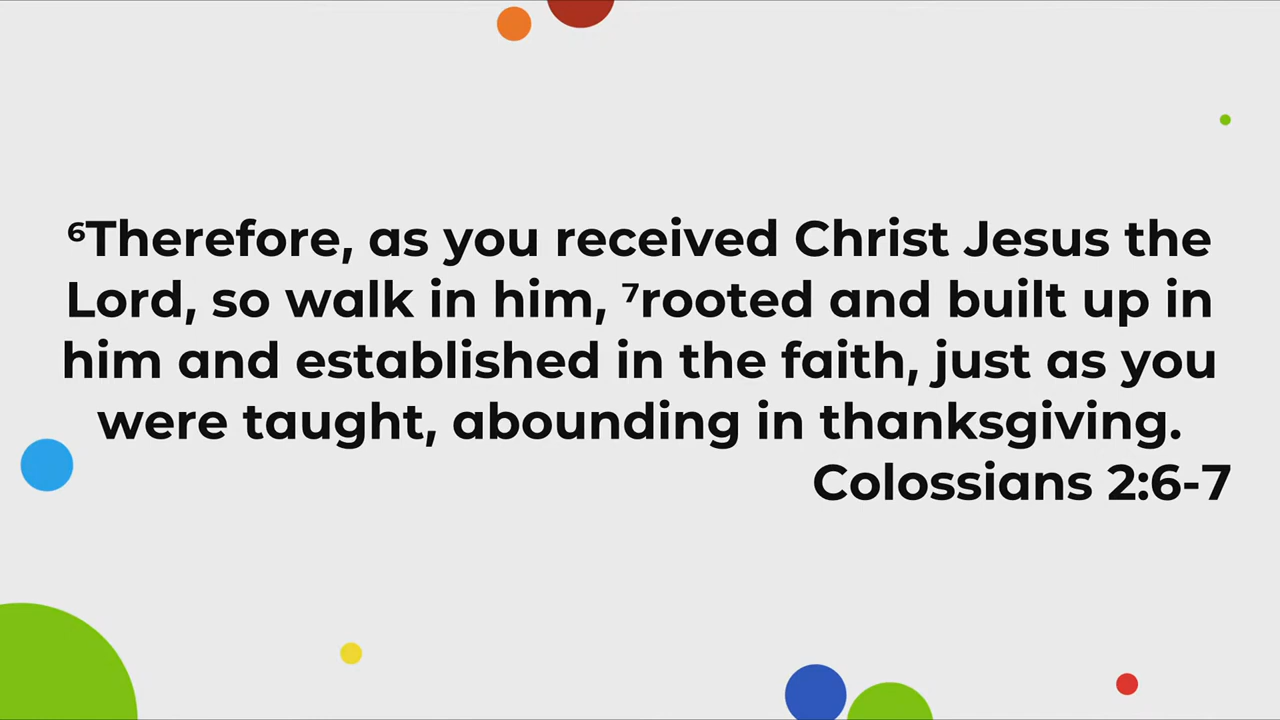 ⁶Therefore, as you received Christ Jesus the
Lord, so walk in him, ⁷rooted and built up in
him and established in the faith, just as you
were taught, abounding in thanksgiving.
Colossians 2:6-7